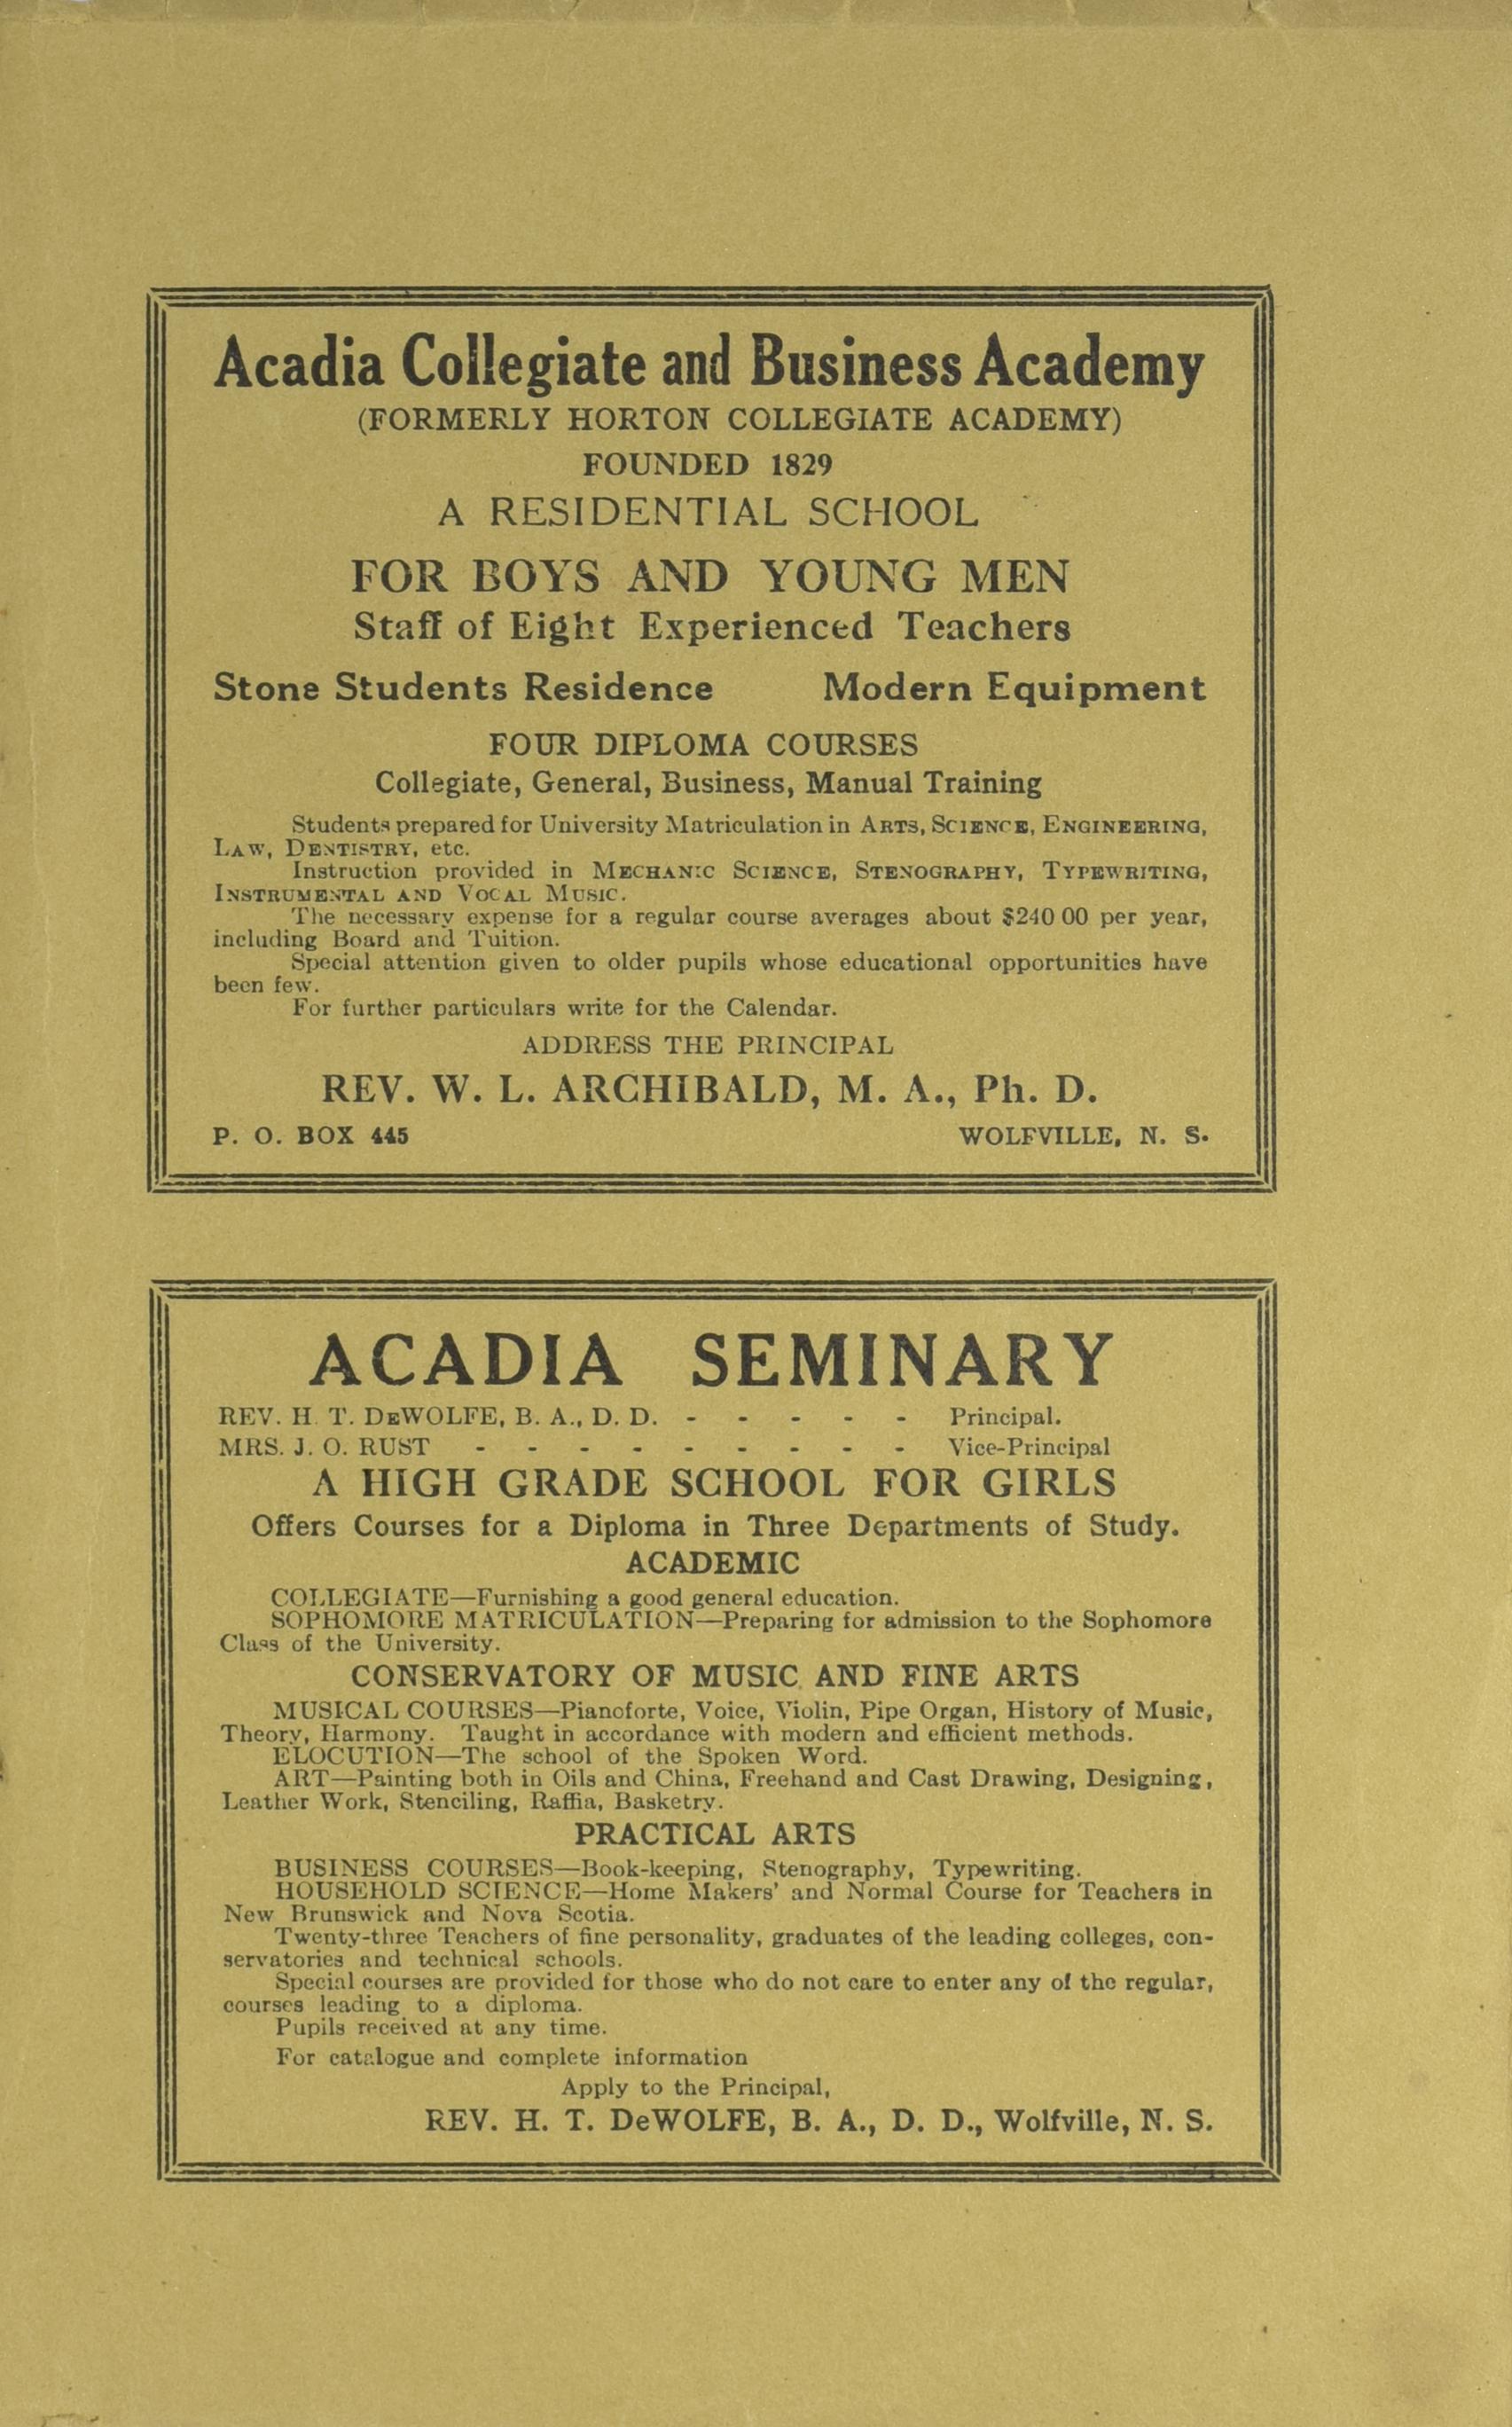 Acadia Collegiate and Business Academy
(FORMERLY HORTON COLLEGIATE ACADEMY)
FOUNDED 1829
A RESIDENTIAL SCHOOL
FOR BOYS AND YOUNG MEN
Staff of Eight Experienced Teachers
Stone Students Residence Modern Equipment
FOUR DIPLOMA COURSES
Collegiate, General, Business, Manual Training
Students prepared for University Matriculation in ARTS, SCIENCE, ENGINEERING,
LAW, DENTISTRY, etc.
Instruction provided in MECHANIC SCIENCE, STENOGRAPHY, TYPEWRITING,
INSTRUMENTAL AND VOCAL MUSIC.
The necessary expense for a regular course averages about $240 00 per year,
including Board and Tuition.
Special attention given to older pupils whose educational opportunities have
been few.
For further particulars write for the Calendar.
ADDRESS THE PRINCIPAL
REV. W. L. ARCHIBALD, M. A., Ph. D.
P. O. BOX 445 WOLFVILLE, N. S.
ACADIA SEMINARY
REV. H. T. DEWOLFE, B. A., D. D. - - - - - Principal.
MRS. J. O. RUST - - - - - - - - - Vice-Principal
A HIGH GRADE SCHOOL FOR GIRLS
Offers Courses for a Diploma in Three Departments of Study.
ACADEMIC
COLLEGIATE—Furnishing a good general education.
SOPHOMORE MATRICULATION—Preparing for admission to the Sophomore
Class of the University.
CONSERVATORY OF MUSIC AND FINE ARTS
MUSICAL COURSES—Pianoforte, Voice, Violin, Pipe Organ, History of Music,
Theory, Harmony. Taught in accordance with modern and efficient methods.
ELOCUTION—The school of the Spoken Word.
ART—Painting both in Oils and China, Freehand and Cast Drawing, Designing,
Leather Work, Stenciling, Raffia, Basketry.
PRACTICAL ARTS
BUSINESS COURSES—Book-keeping, Stenography, Typewriting.
HOUSEHOLD SCIENCE—Home Makers' and Normal Course for Teachers in
New Brunswick and Nova Scotia.
Twenty-three Teachers of fine personality, graduates of the leading colleges, con-
servatories and technical schools.
Special courses are provided for those who do not care to enter any of the regular,
courses leading to a diploma.
Pupils received at any time.
For catalogue and complete information
Apply to the Principal,
REV. H. T. DeWOLFE, B. A., D. D., Wolfville, N. S.